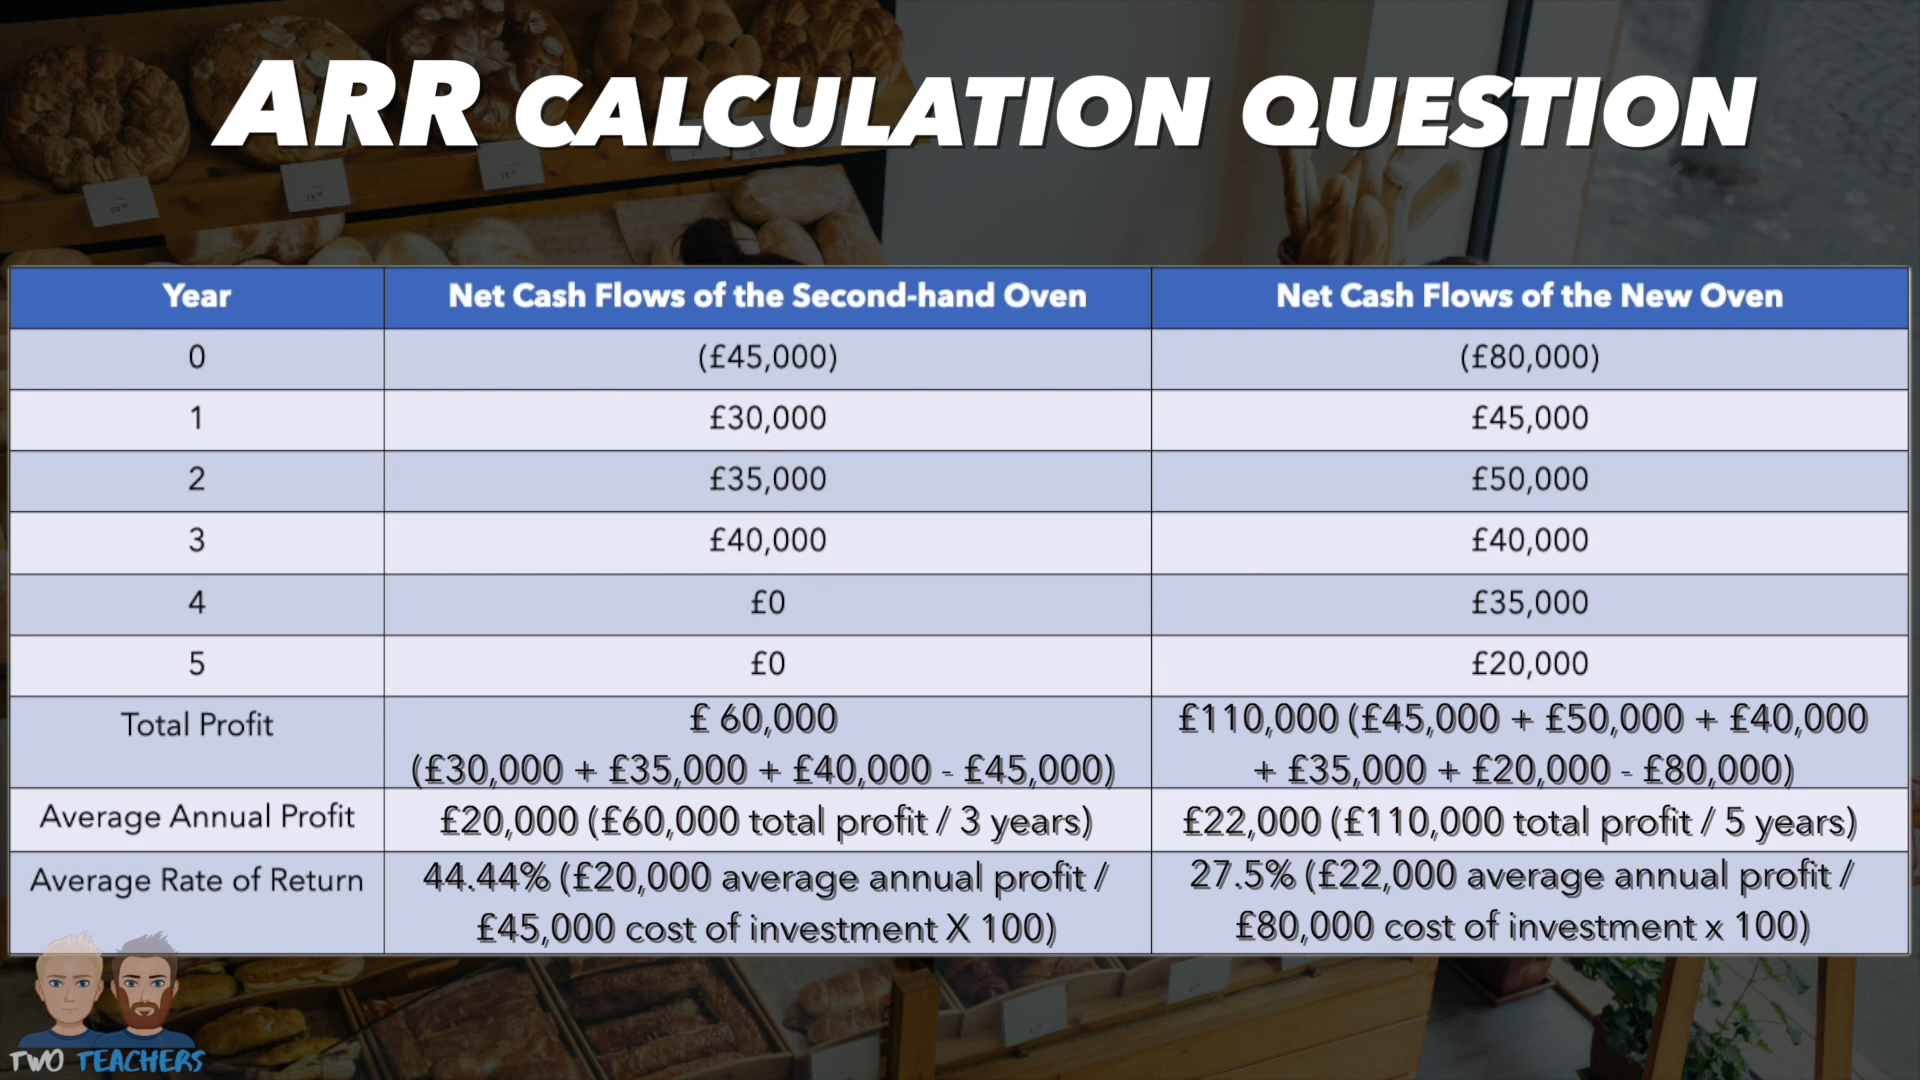 ARR CALCULATION QUESTION
Year Net Cash Flows of the Second-hand Oven Net Cash Flows of the New Oven
0 (£45,000) (£80,000)
1 £30,000 £45,000
2 £35,000 £50,000
3 £40,000 £40,000
4 £0 £35,000
5 £0 £20,000
Total Profit
£ 60,000
(£30,000 + £35,000 + £40,000 - £45,000)
£110,000 (£45,000 + £50,000 + £40,000
+ £35,000 + £20,000 - £80,000)
Average Annual Profit £20,000 (£60,000 total profit / 3 years) £22,000 (£110,000 total profit / 5 years)
Average Rate of Return
44.44% (£20,000 average annual profit /
£45,000 cost of investment X 100)
27.5% (£22,000 average annual profit /
£80,000 cost of investment x 100)
TWO TEACHERS